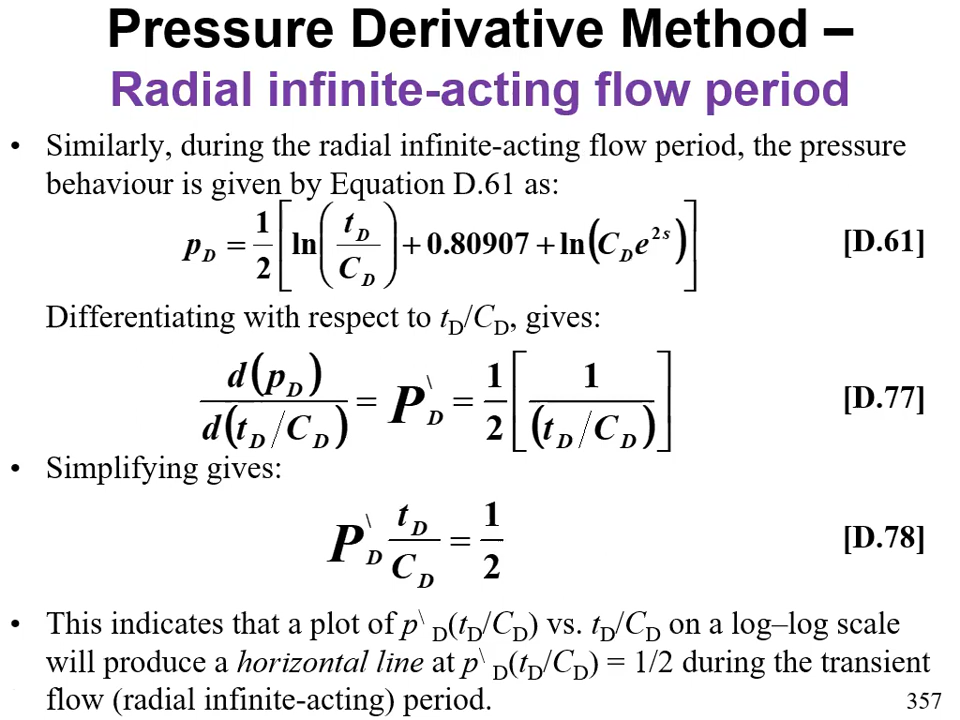 Pressure Derivative Method –
Radial infinite-acting flow period
• Similarly, during the radial infinite-acting flow period, the pressure
behaviour is given by Equation D.61 as:
p_D = 1/2 [ ln( t_D / C_D ) + 0.80907 + ln( C_D e^{2s} ) ] [D.61]
Differentiating with respect to t_D/C_D, gives:
d(p_D) / d(t_D/C_D) = P^\_D = 1/2 [ 1 / (t_D/C_D) ] [D.77]
• Simplifying gives:
P^\_D t_D / C_D = 1/2 [D.78]
• This indicates that a plot of p^\_D(t_D/C_D) vs. t_D/C_D on a log–log scale
will produce a horizontal line at p^\_D(t_D/C_D) = 1/2 during the transient
flow (radial infinite-acting) period.
357